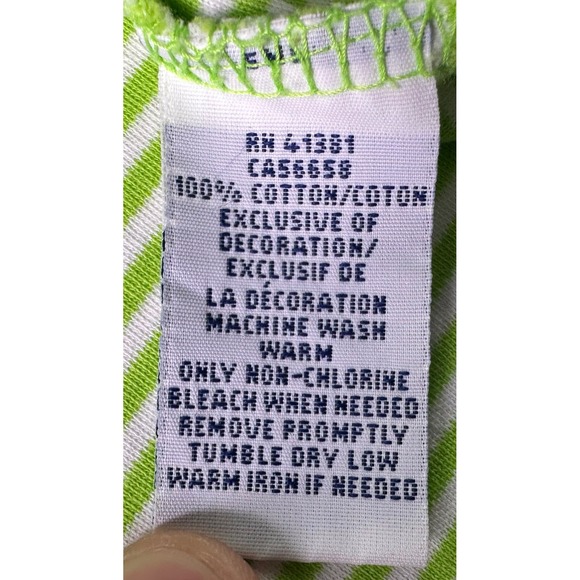 RN 41381
CA56658
100% COTTON/COTON
EXCLUSIVE OF
DECORATION/
EXCLUSIF DE
LA DÉCORATION
MACHINE WASH
WARM
ONLY NON-CHLORINE
BLEACH WHEN NEEDED
REMOVE PROMPTLY
TUMBLE DRY LOW
WARM IRON IF NEEDED